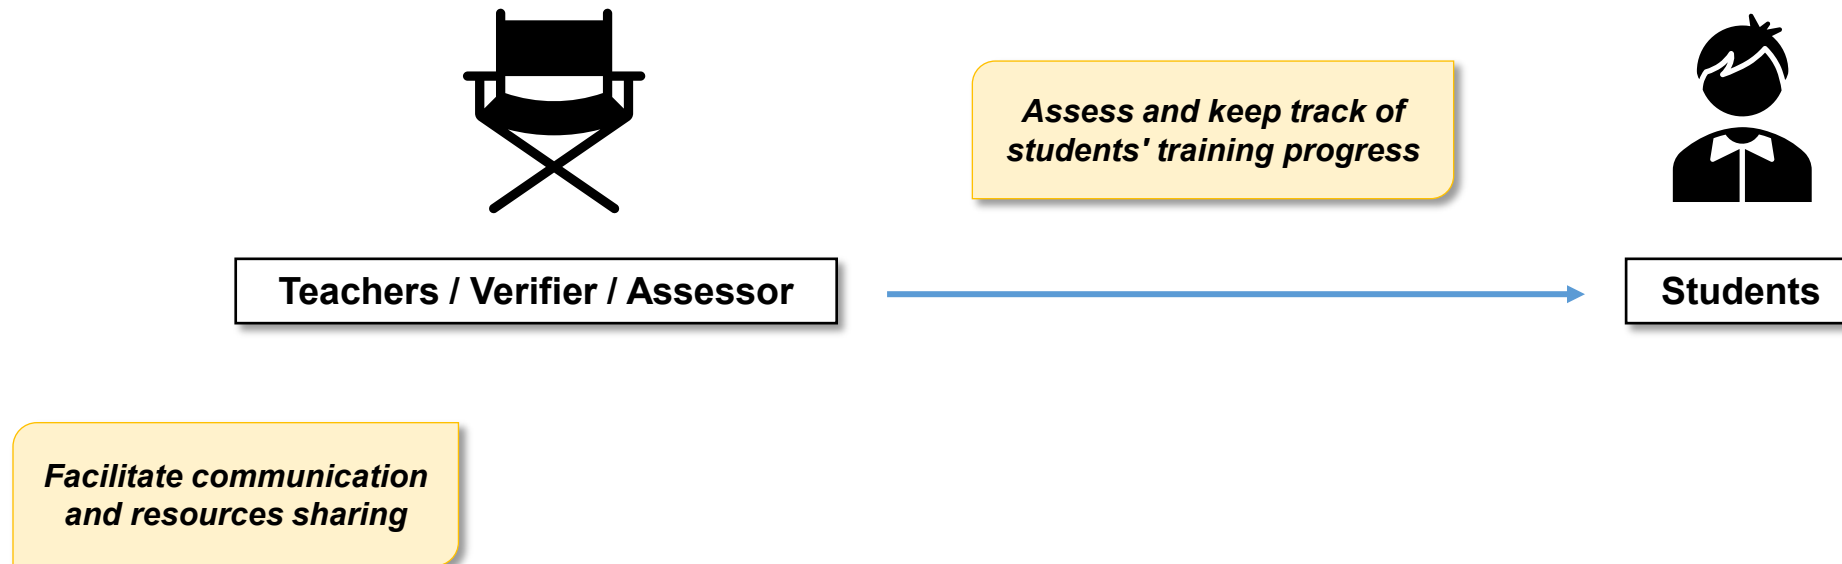 Assess and keep track of
students' training progress
Teachers / Verifier / Assessor
Students
Facilitate communication
and resources sharing